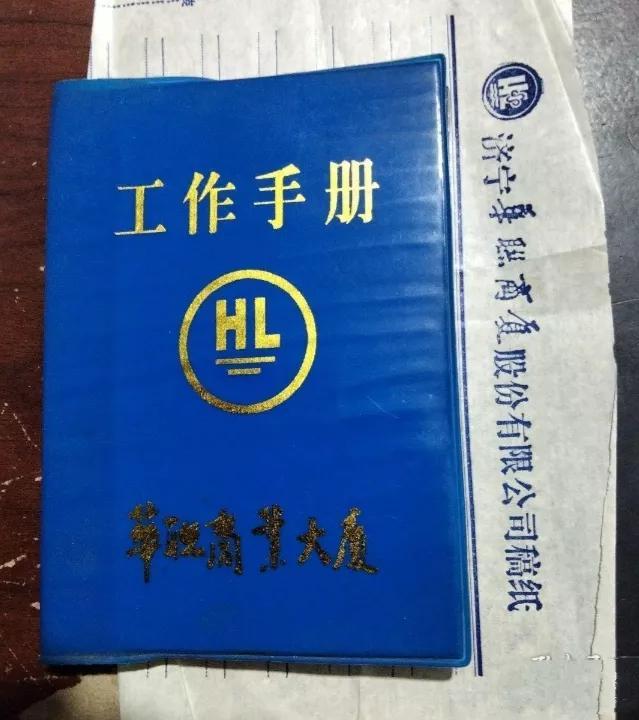 工作手册
HL
华联商业大厦
济宁华联商厦股份有限公司稿纸